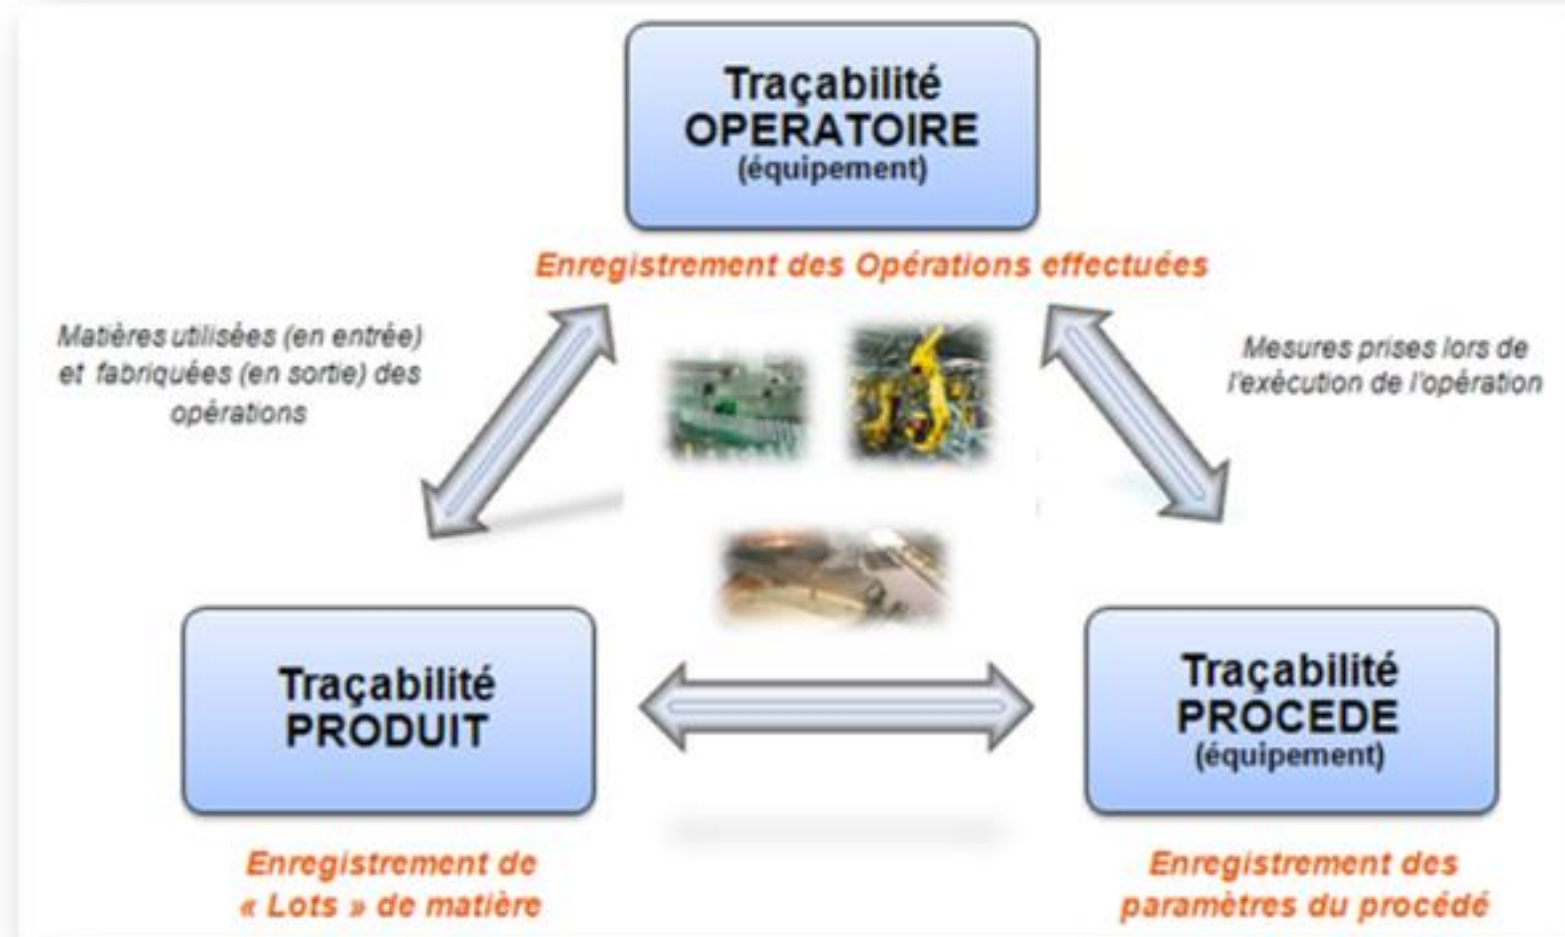 Traçabilité
OPERATOIRE
(équipement)
Enregistrement des Opérations effectuées
Matières utilisées (en entrée)
et fabriquées (en sortie) des
opérations
Mesures prises lors de
l'exécution de l'opération
Traçabilité
PRODUIT
Traçabilité
PROCEDE
(équipement)
Enregistrement de
« Lots » de matière
Enregistrement des
paramètres du procédé